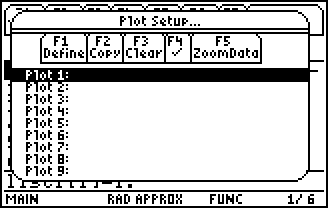 Plot Setup...
F1 F2 F3 F4 F5
Define Copy Clear ✓ ZoomData
Plot 1:
Plot 2:
Plot 3:
Plot 4:
Plot 5:
Plot 6:
Plot 7:
Plot 8:
Plot 9:
MAIN RAD APPROX FUNC 1/6